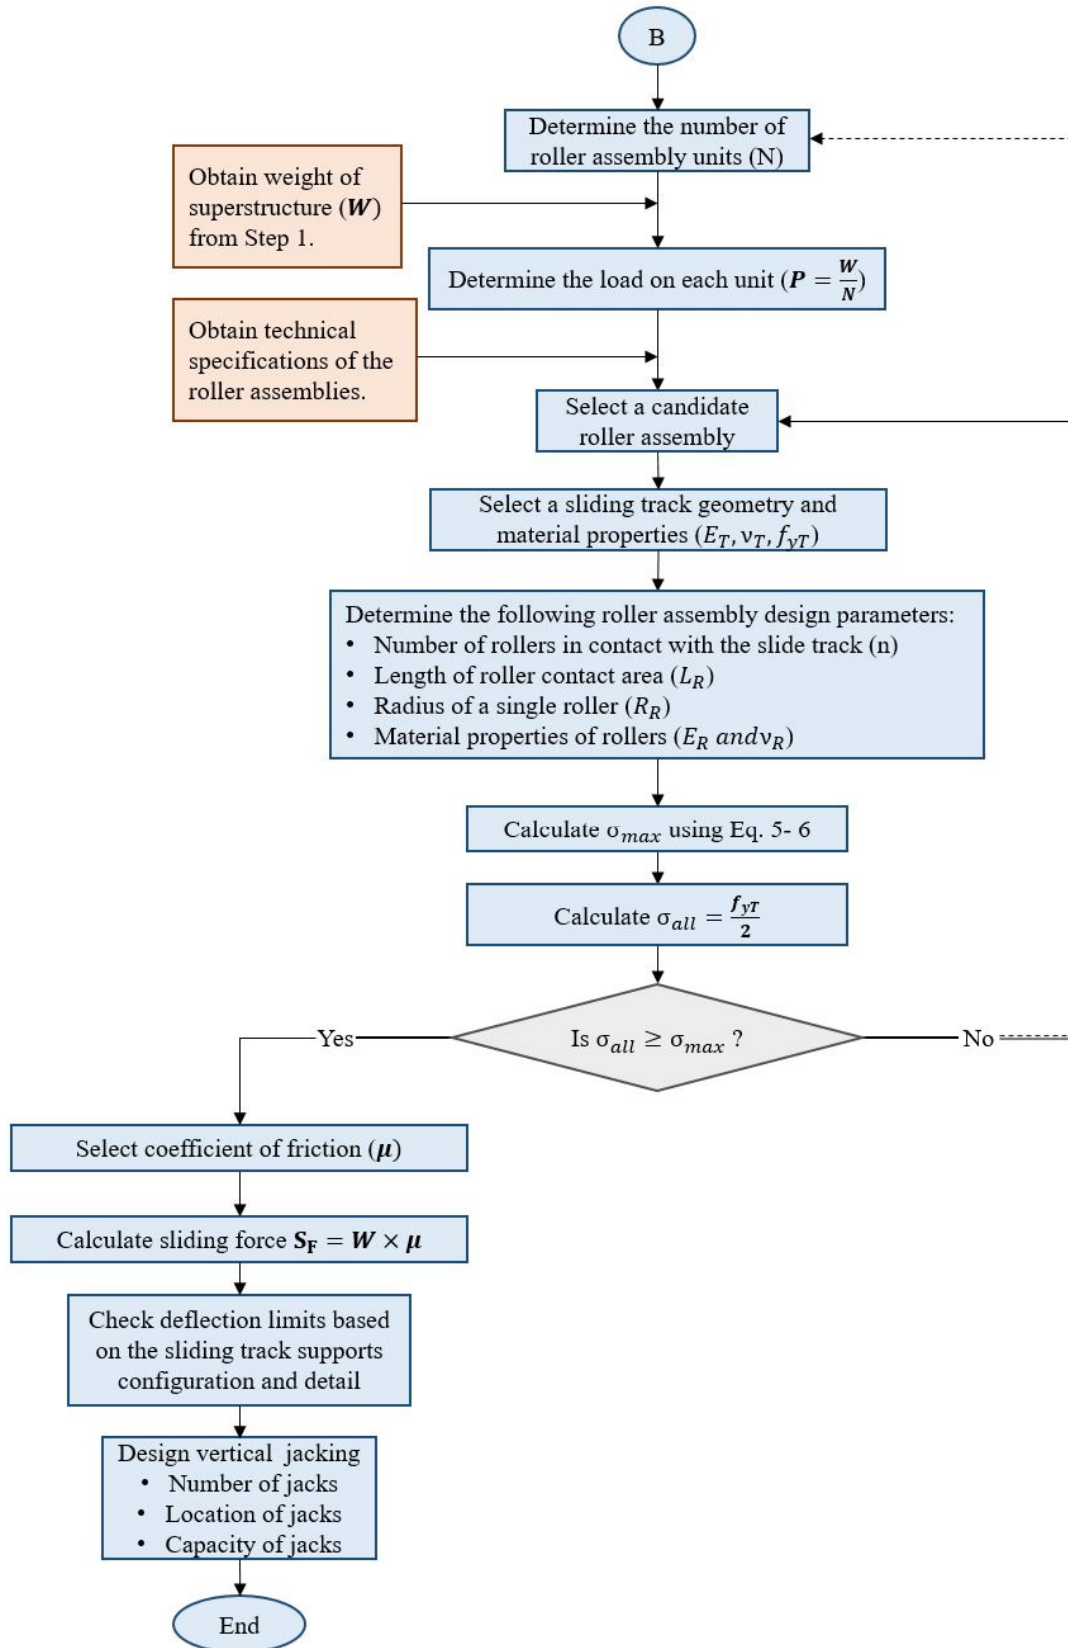 B
Determine the number of
roller assembly units (N)
Obtain weight of
superstructure (W)
from Step 1.
Determine the load on each unit (P = W/N)
Obtain technical
specifications of the
roller assemblies.
Select a candidate
roller assembly
Select a sliding track geometry and
material properties (E_T, ν_T, f_yT)
Determine the following roller assembly design parameters:
• Number of rollers in contact with the slide track (n)
• Length of roller contact area (L_R)
• Radius of a single roller (R_R)
• Material properties of rollers (E_R andν_R)
Calculate σ_max using Eq. 5- 6
Calculate σ_all = f_yT/2
Is σ_all ≥ σ_max ?
Yes
No
Select coefficient of friction (μ)
Calculate sliding force S_F = W × μ
Check deflection limits based
on the sliding track supports
configuration and detail
Design vertical jacking
• Number of jacks
• Location of jacks
• Capacity of jacks
End